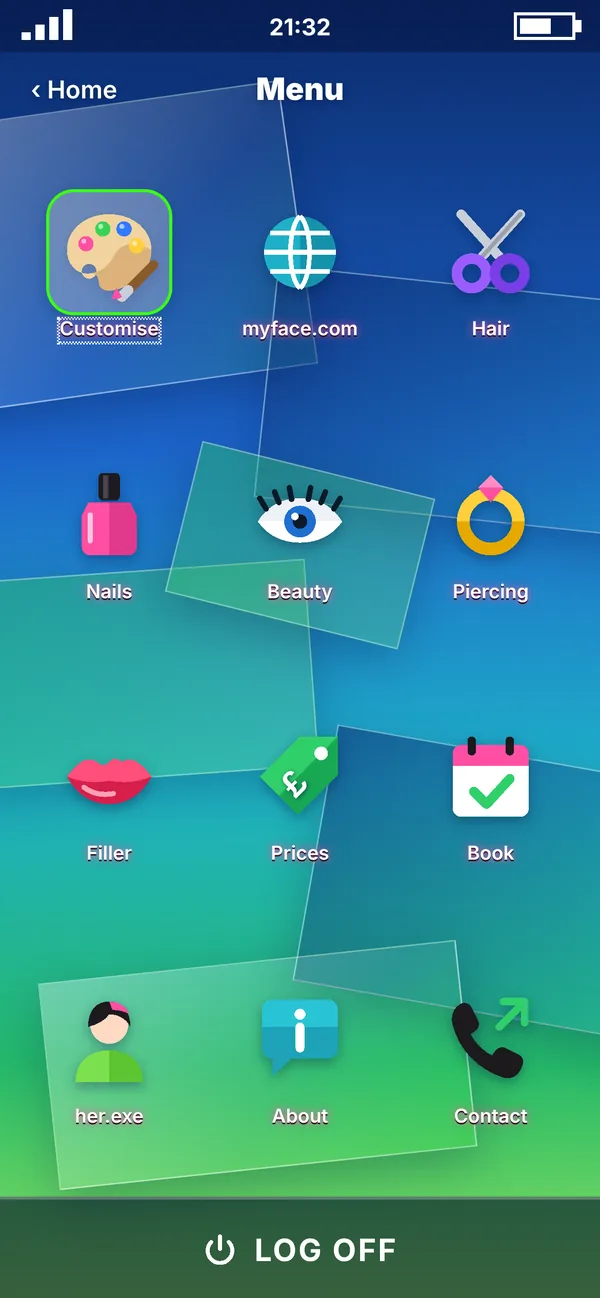 21:32
‹ Home
Menu
Customise
myface.com
Hair
Nails
Beauty
Piercing
Filler
£
Prices
Book
her.exe
i
About
Contact
LOG OFF